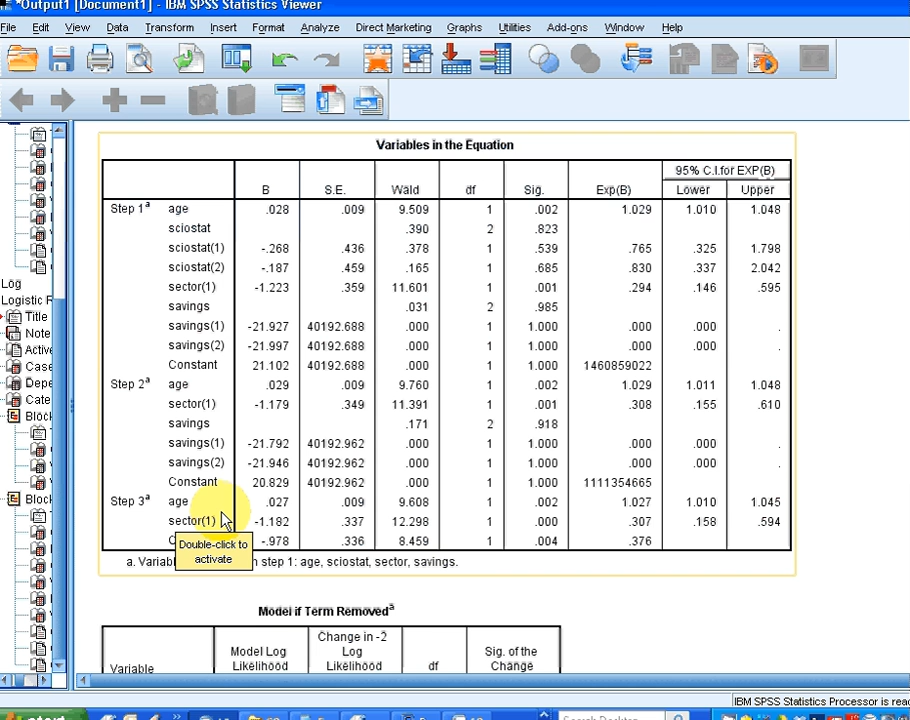 *Output1 [Document1] - IBM SPSS Statistics Viewer
File Edit View Data Transform Insert Format Analyze Direct Marketing Graphs Utilities Add-ons Window Help
Log
Logistic R
Title
Note
Active
Case
Depe
Cate
Block
Block
Variables in the Equation
95% C.I.for EXP(B)
B S.E. Wald df Sig. Exp(B) Lower Upper
Step 1a age .028 .009 9.509 1 .002 1.029 1.010 1.048
sciostat .390 2 .823
sciostat(1) -.268 .436 .378 1 .539 .765 .325 1.798
sciostat(2) -.187 .459 .165 1 .685 .830 .337 2.042
sector(1) -1.223 .359 11.601 1 .001 .294 .146 .595
savings .031 2 .985
savings(1) -21.927 40192.688 .000 1 1.000 .000 .000 .
savings(2) -21.997 40192.688 .000 1 1.000 .000 .000 .
Constant 21.102 40192.688 .000 1 1.000 1460859022
Step 2a age .029 .009 9.760 1 .002 1.029 1.011 1.048
sector(1) -1.179 .349 11.391 1 .001 .308 .155 .610
savings .171 2 .918
savings(1) -21.792 40192.962 .000 1 1.000 .000 .000 .
savings(2) -21.946 40192.962 .000 1 1.000 .000 .000 .
Constant 20.829 40192.962 .000 1 1.000 1111354665
Step 3a age .027 .009 9.608 1 .002 1.027 1.010 1.045
sector(1) -1.182 .337 12.298 1 .000 .307 .158 .594
C -.978 .336 8.459 1 .004 .376
Double-click to
activate
a. Variab n step 1: age, sciostat, sector, savings.
Model if Term Removeda
Variable Model Log Likelihood Change in -2 Log Likelihood df Sig. of the Change
IBM SPSS Statistics Processor is read
start
Search Desktop